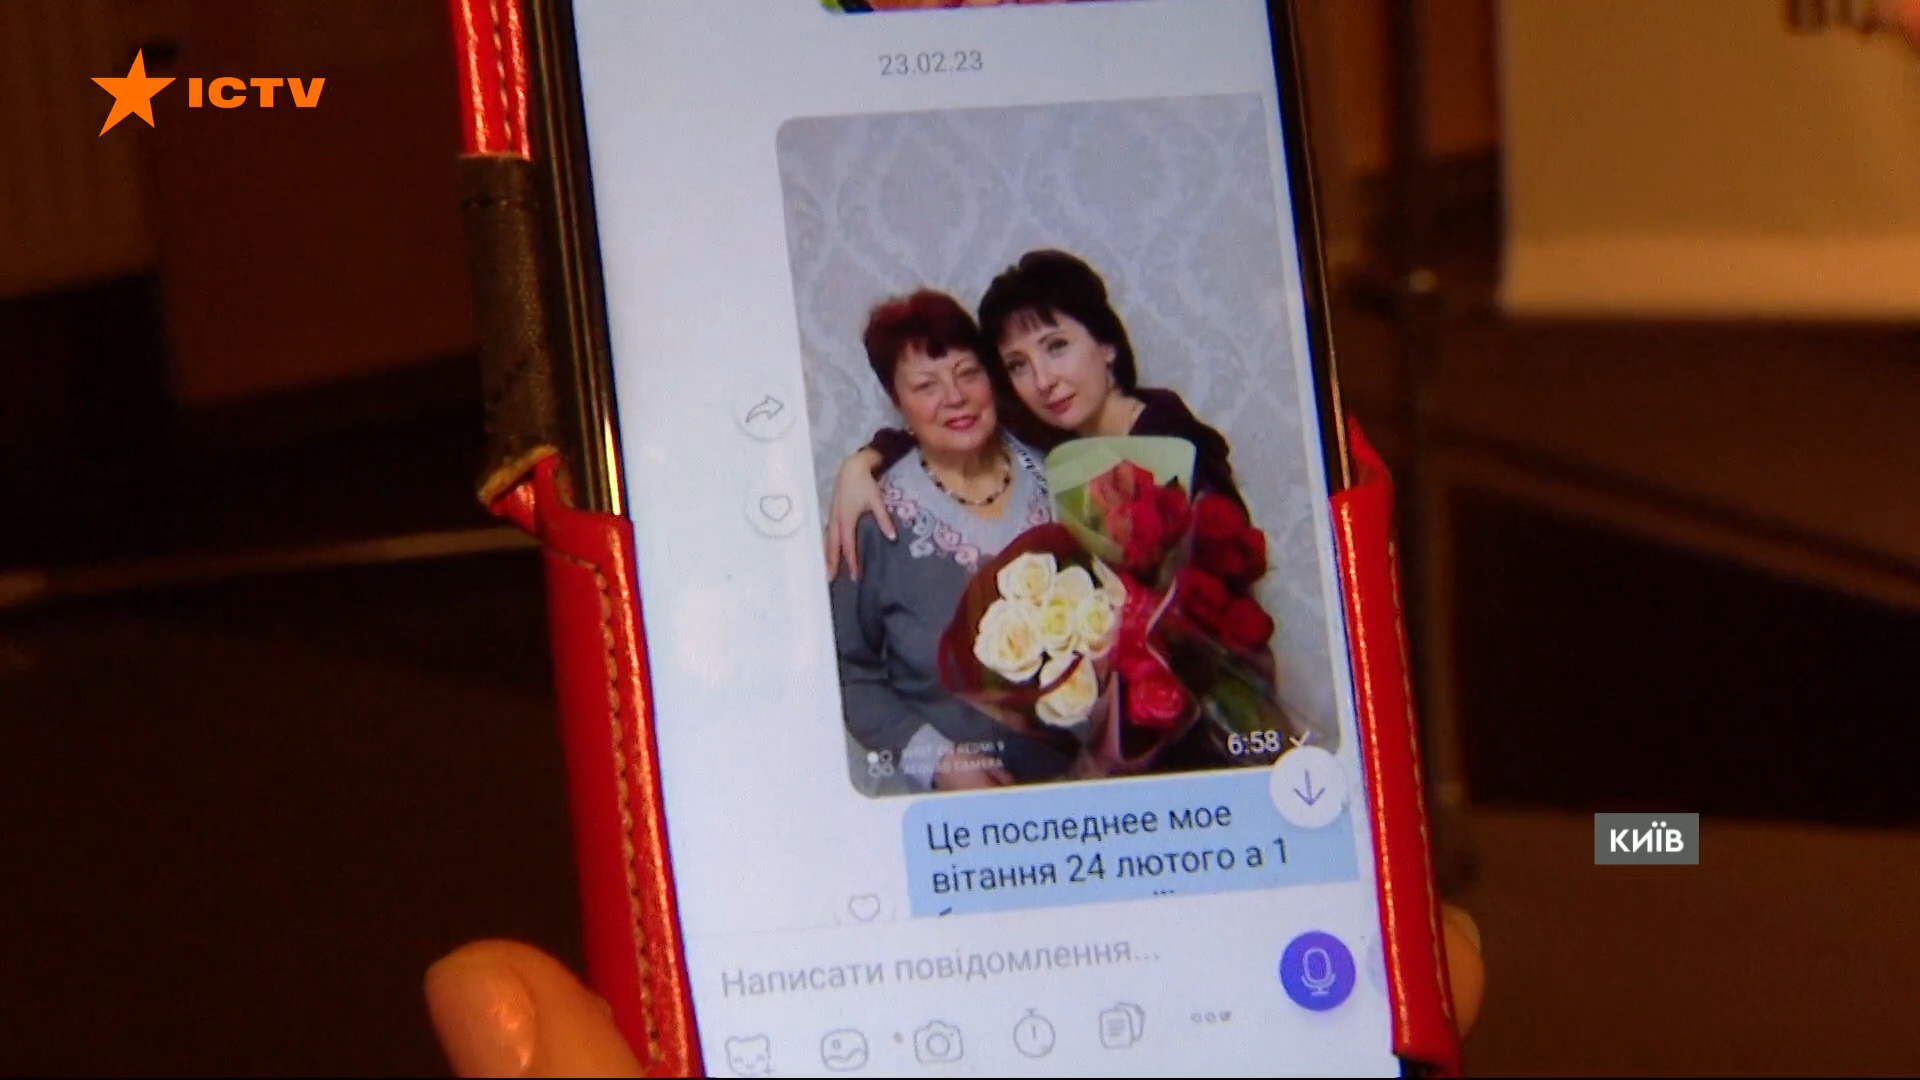 ICTV
23.02.23
6:58
Це последнее мое
вітання 24 лютого а 1
Написати повідомлення...
КИЇВ